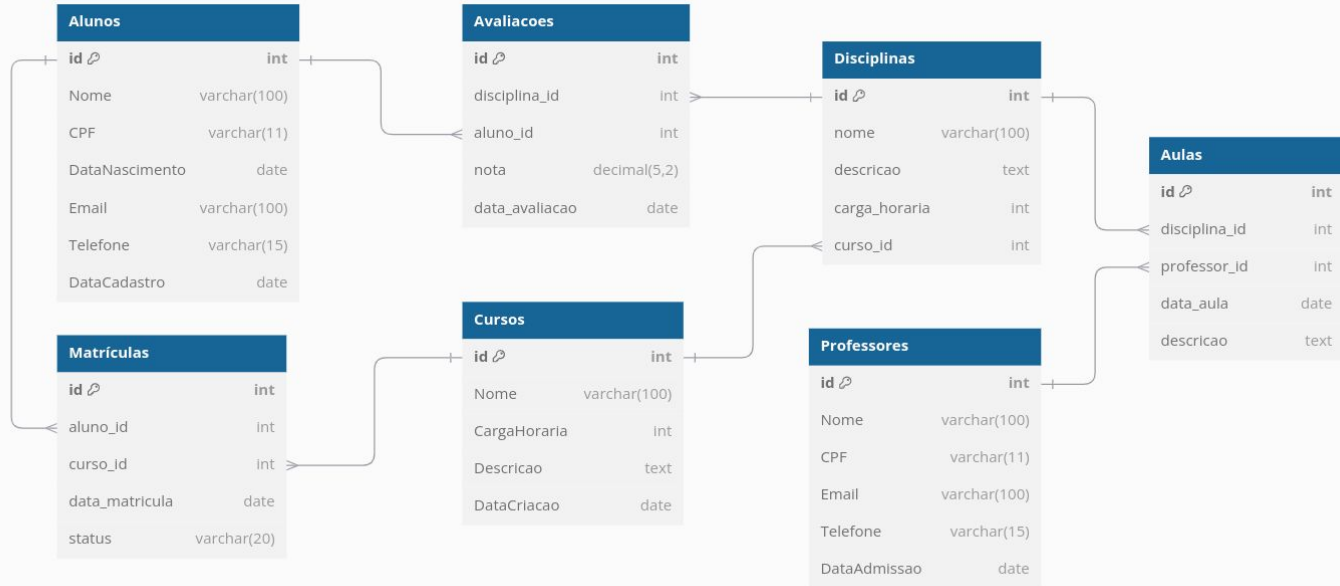 Alunos
id int
Nome varchar(100)
CPF varchar(11)
DataNascimento date
Email varchar(100)
Telefone varchar(15)
DataCadastro date
Avaliacoes
id int
disciplina_id int
aluno_id int
nota decimal(5,2)
data_avaliacao date
Disciplinas
id int
nome varchar(100)
descricao text
carga_horaria int
curso_id int
Aulas
id int
disciplina_id int
professor_id int
data_aula date
descricao text
Matrículas
id int
aluno_id int
curso_id int
data_matricula date
status varchar(20)
Cursos
id int
Nome varchar(100)
CargaHoraria int
Descricao text
DataCriacao date
Professores
id int
Nome varchar(100)
CPF varchar(11)
Email varchar(100)
Telefone varchar(15)
DataAdmissao date